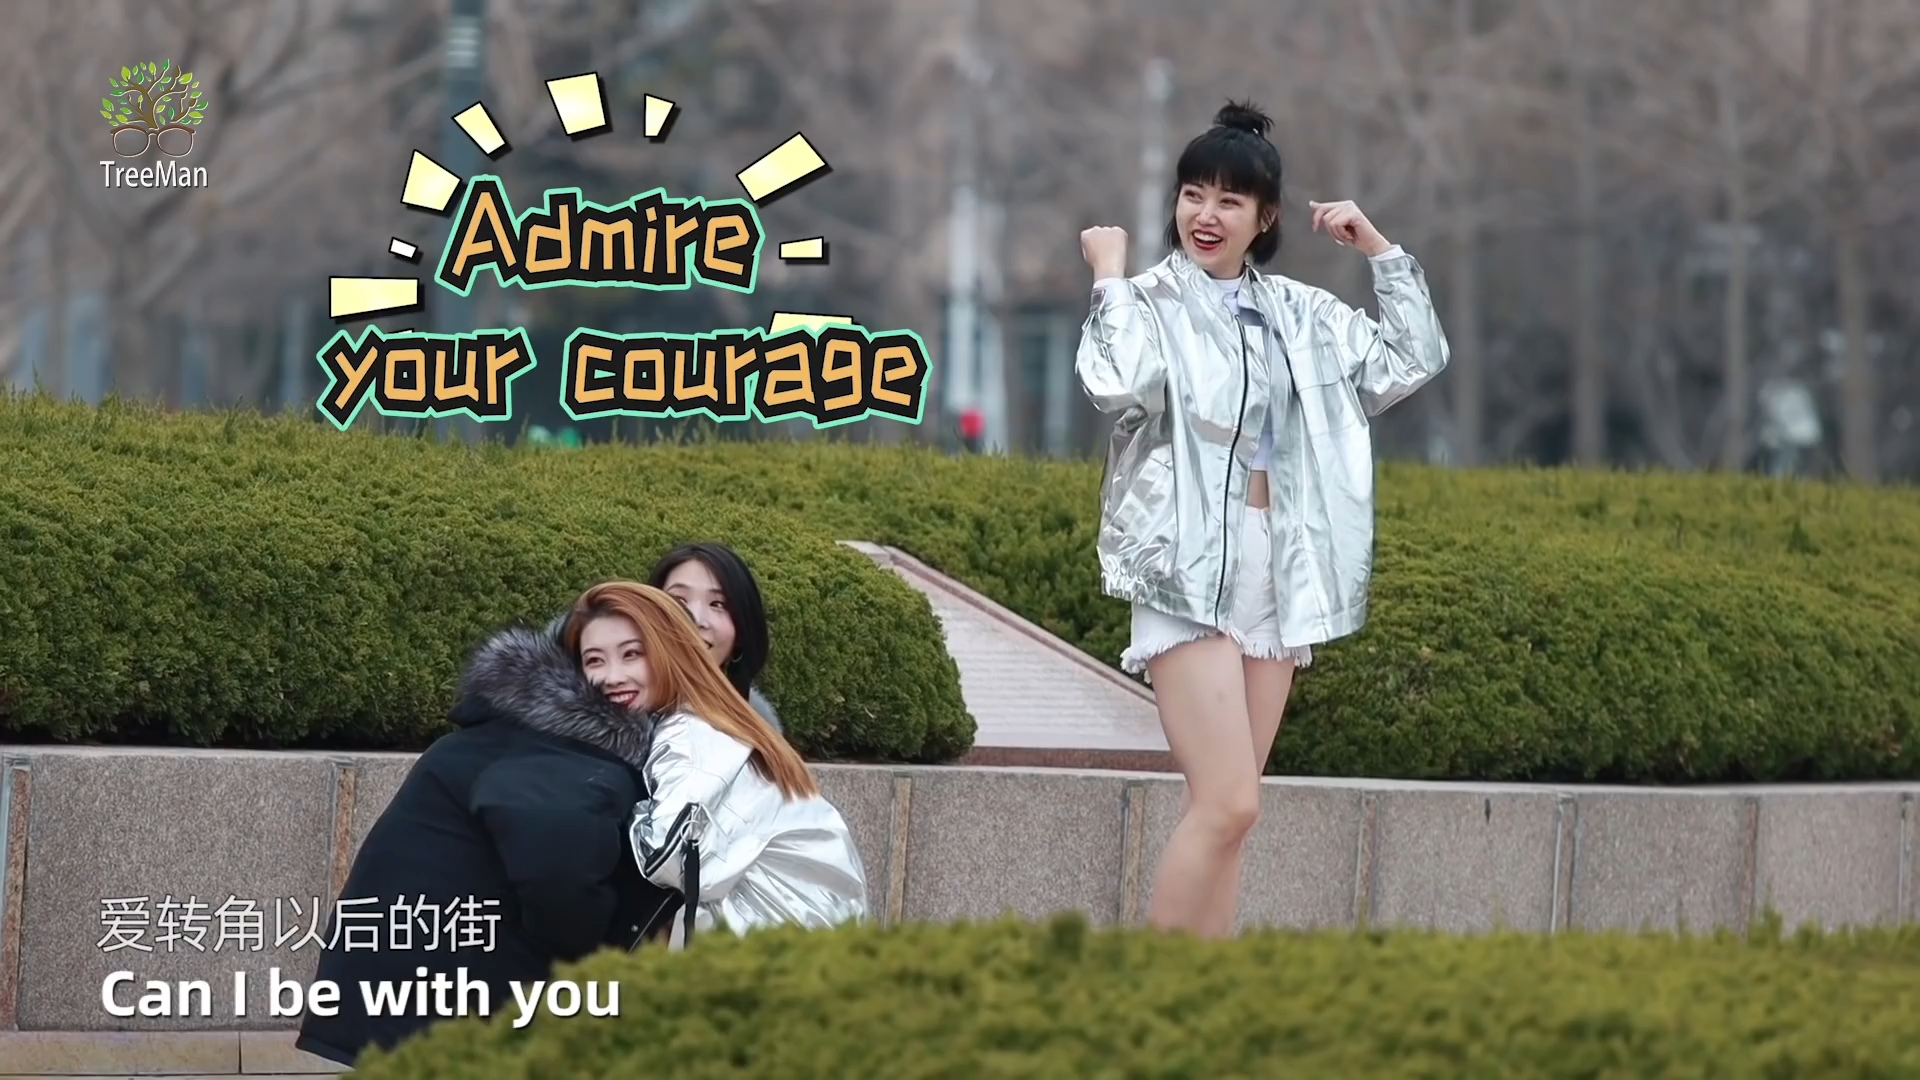 TreeMan
Admire
your courage
爱转角以后的街
Can I be with you